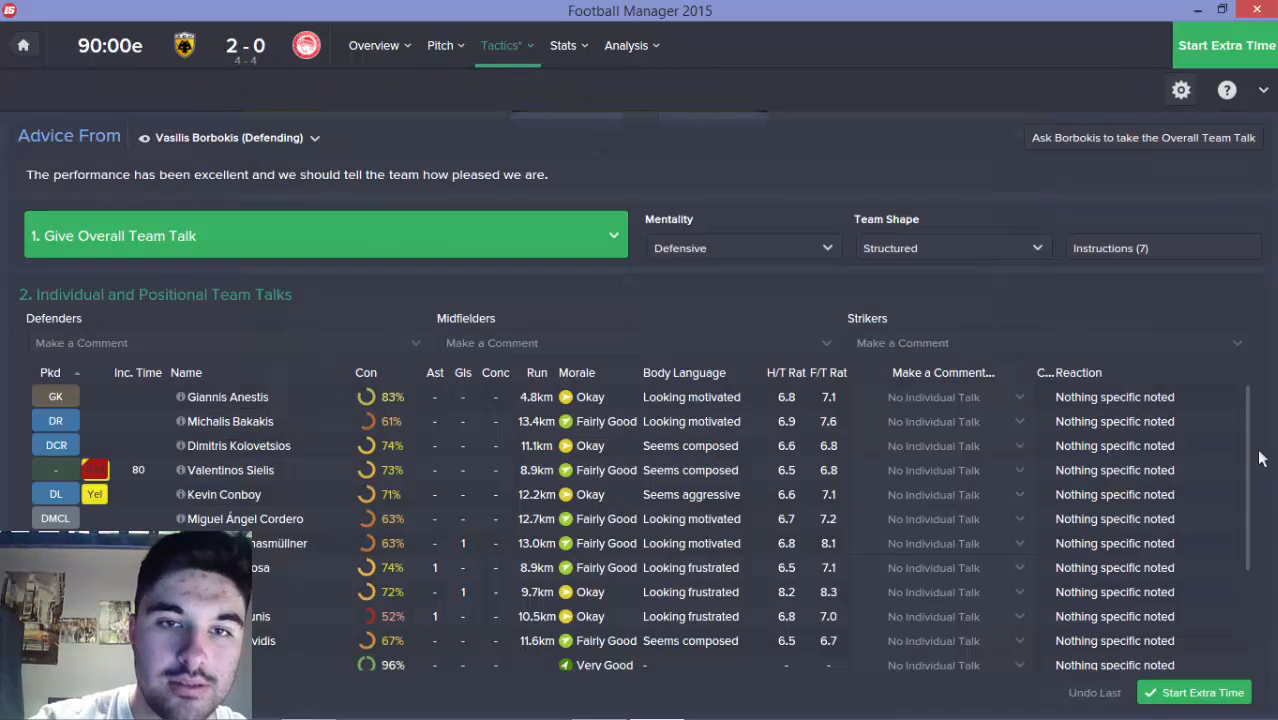 15 Football Manager 2015
90:00e 2 - 0 Overview Pitch Tactics* Stats Analysis Start Extra Time
4 - 4
?
Advice From Vasilis Borbokis (Defending) Ask Borbokis to take the Overall Team Talk
The performance has been excellent and we should tell the team how pleased we are.
Mentality Team Shape
1. Give Overall Team Talk Defensive Structured Instructions (7)
2. Individual and Positional Team Talks
Defenders Midfielders Strikers
Make a Comment Make a Comment Make a Comment
Pkd Inc. Time Name Con Ast Gls Conc Run Morale Body Language H/T Rat F/T Rat Make a Comment... C... Reaction
GK Giannis Anestis 83% - - - 4.8km Okay Looking motivated 6.8 7.1 No Individual Talk Nothing specific noted
DR Michalis Bakakis 61% - - - 13.4km Fairly Good Looking motivated 6.9 7.6 No Individual Talk Nothing specific noted
DCR Dimitris Kolovetsios 74% - - - 11.1km Okay Seems composed 6.6 6.8 No Individual Talk Nothing specific noted
- 80 Valentinos Sielis 73% - - - 8.9km Fairly Good Looking motivated 6.5 6.8 No Individual Talk Nothing specific noted
DL Yel Kevin Conboy 71% - - - 12.2km Okay Seems aggressive 6.6 7.1 No Individual Talk Nothing specific noted
DMCL Miguel Ángel Cordero 63% - - - 12.7km Fairly Good Looking motivated 6.7 7.2 No Individual Talk Nothing specific noted
nasmüllner 63% - 1 - 13.0km Fairly Good Looking motivated 6.8 8.1 No Individual Talk Nothing specific noted
osa 74% 1 - - 8.9km Fairly Good Looking frustrated 6.5 7.1 No Individual Talk Nothing specific noted
72% - 1 - 9.7km Okay Looking frustrated 8.2 8.3 No Individual Talk Nothing specific noted
unis 52% 1 - - 10.5km Okay Looking frustrated 6.8 7.0 No Individual Talk Nothing specific noted
vidis 67% - - - 11.6km Fairly Good Seems composed 6.5 6.7 No Individual Talk Nothing specific noted
96% - - - Very Good - - - No Individual Talk Nothing specific noted
Undo Last Start Extra Time